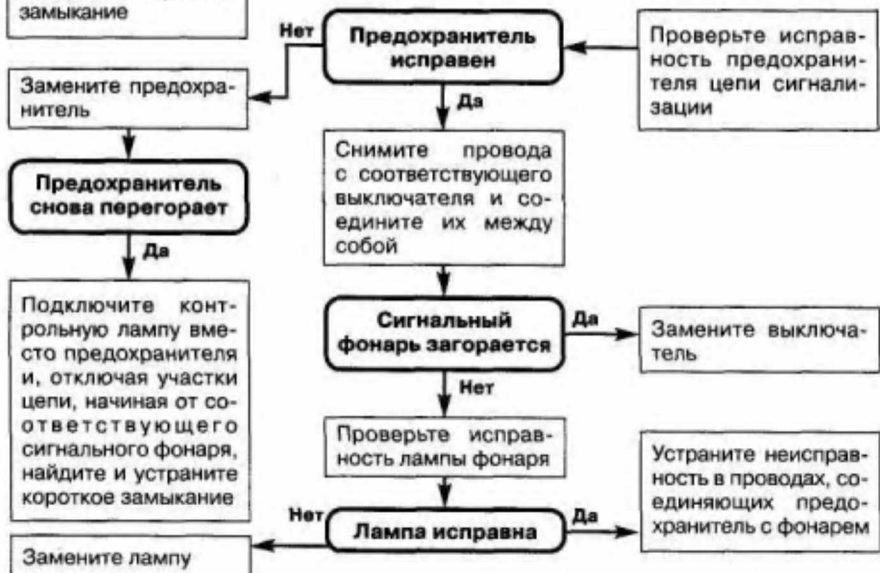 замыкание
Проверьте исправ-
ность предохрани-
теля цепи сигнали-
зации
Предохранитель
исправен
Нет
Да
Замените предохра-
нитель
Предохранитель
снова перегорает
Да
Подключите конт-
рольную лампу вме-
сто предохранителя
и, отключая участки
цепи, начиная от со-
ответствующего
сигнального фонаря,
найдите и устраните
короткое замыкание
Снимите провода
с соответствующего
выключателя и со-
едините их между
собой
Сигнальный
фонарь загорается
Да
Замените выключа-
тель
Нет
Проверьте исправ-
ность лампы фонаря
Лампа исправна
Нет
Замените лампу
Да
Устраните неисправ-
ность в проводах, со-
единяющих предо-
хранитель с фонарем